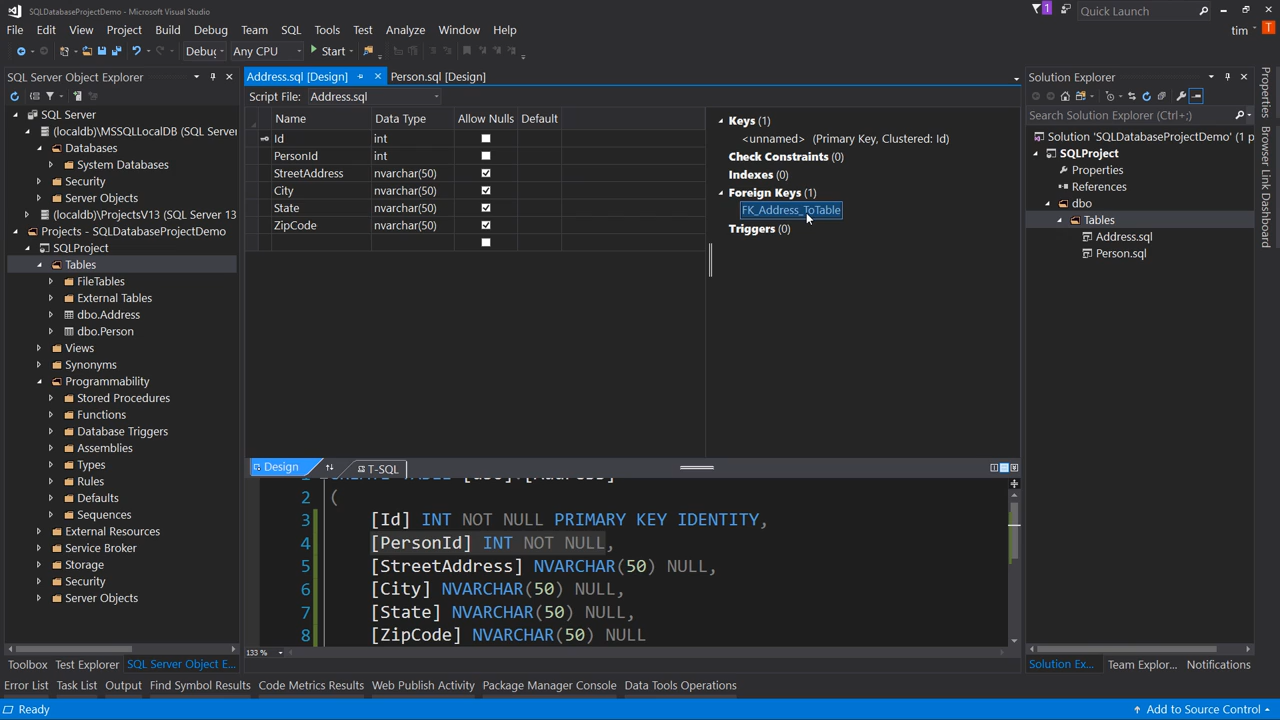 SQLDatabaseProjectDemo - Microsoft Visual Studio
1
Quick Launch (Ctrl+Q)
File Edit View Project Build Debug Team SQL Tools Test Analyze Window Help
tim
T
Debug Any CPU Start
SQL Server Object Explorer
Address.sql [Design]
Person.sql [Design]
Solution Explorer
Script File: Address.sql
Name Data Type Allow Nulls Default
Id int
PersonId int
StreetAddress nvarchar(50)
City nvarchar(50)
State nvarchar(50)
ZipCode nvarchar(50)
Keys (1)
<unnamed> (Primary Key, Clustered: Id)
Check Constraints (0)
Indexes (0)
Foreign Keys (1)
FK_Address_ToTable
Triggers (0)
SQL Server
(localdb)\MSSQLLocalDB (SQL Server
Databases
System Databases
Security
Server Objects
(localdb)\ProjectsV13 (SQL Server 13
Projects - SQLDatabaseProjectDemo
SQLProject
Tables
FileTables
External Tables
dbo.Address
dbo.Person
Views
Synonyms
Programmability
Stored Procedures
Functions
Database Triggers
Assemblies
Types
Rules
Defaults
Sequences
External Resources
Service Broker
Storage
Security
Server Objects
Search Solution Explorer (Ctrl+;)
Solution 'SQLDatabaseProjectDemo' (1 p
SQLProject
Properties
References
dbo
Tables
Address.sql
Person.sql
Properties
Browser Link Dashboard
Design
T-SQL
1 CREATE TABLE [dbo].[Address]
2 (
3 [Id] INT NOT NULL PRIMARY KEY IDENTITY,
4 [PersonId] INT NOT NULL,
5 [StreetAddress] NVARCHAR(50) NULL,
6 [City] NVARCHAR(50) NULL,
7 [State] NVARCHAR(50) NULL,
8 [ZipCode] NVARCHAR(50) NULL
133 %
Toolbox Test Explorer SQL Server Object E...
Solution Ex... Team Explor... Notifications
Error List Task List Output Find Symbol Results Code Metrics Results Web Publish Activity Package Manager Console Data Tools Operations
Ready
Add to Source Control